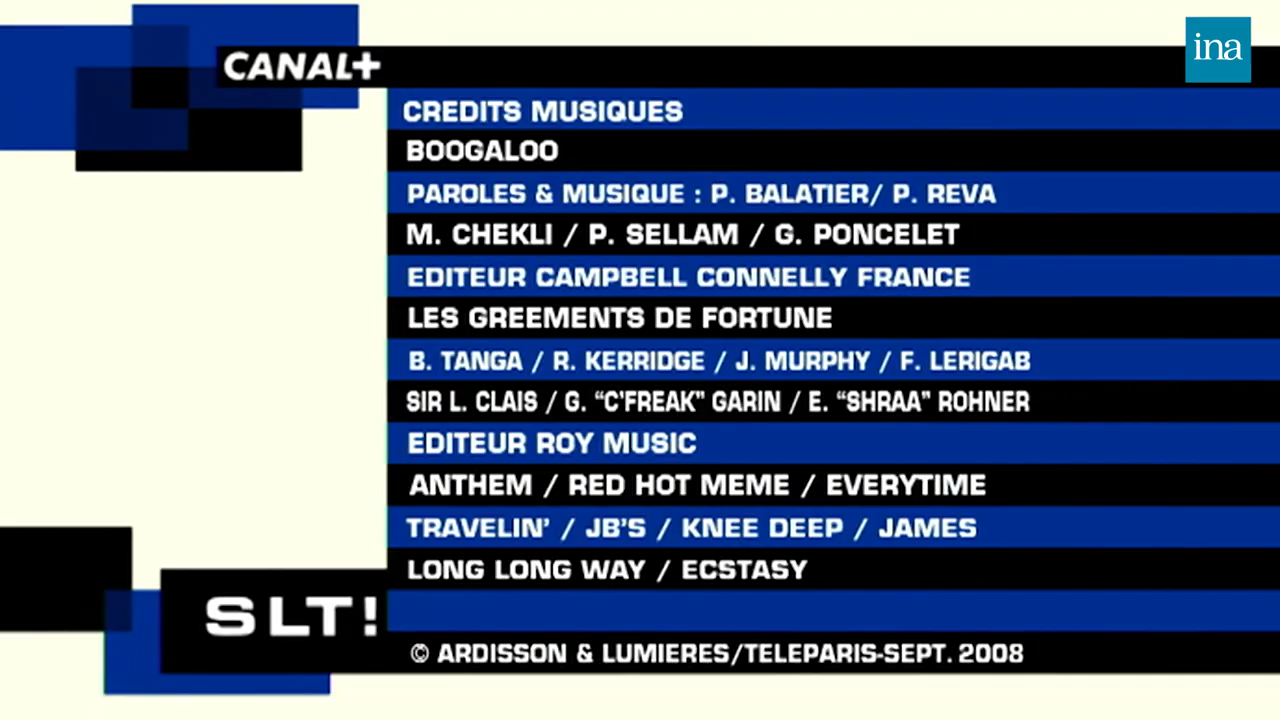 ina
CANAL+
CREDITS MUSIQUES
BOOGALOO
PAROLES & MUSIQUE : P. BALATIER/ P. REVA
M. CHEKLI / P. SELLAM / G. PONCELET
EDITEUR CAMPBELL CONNELLY FRANCE
LES GREEMENTS DE FORTUNE
B. TANGA / R. KERRIDGE / J. MURPHY / F. LERIGAB
SIR L. CLAIS / G. “C'FREAK” GARIN / E. “SHRAA” ROHNER
EDITEUR ROY MUSIC
ANTHEM / RED HOT MEME / EVERYTIME
TRAVELIN' / JB'S / KNEE DEEP / JAMES
LONG LONG WAY / ECSTASY
SLT!
© ARDISSON & LUMIERES/TELEPARIS-SEPT. 2008